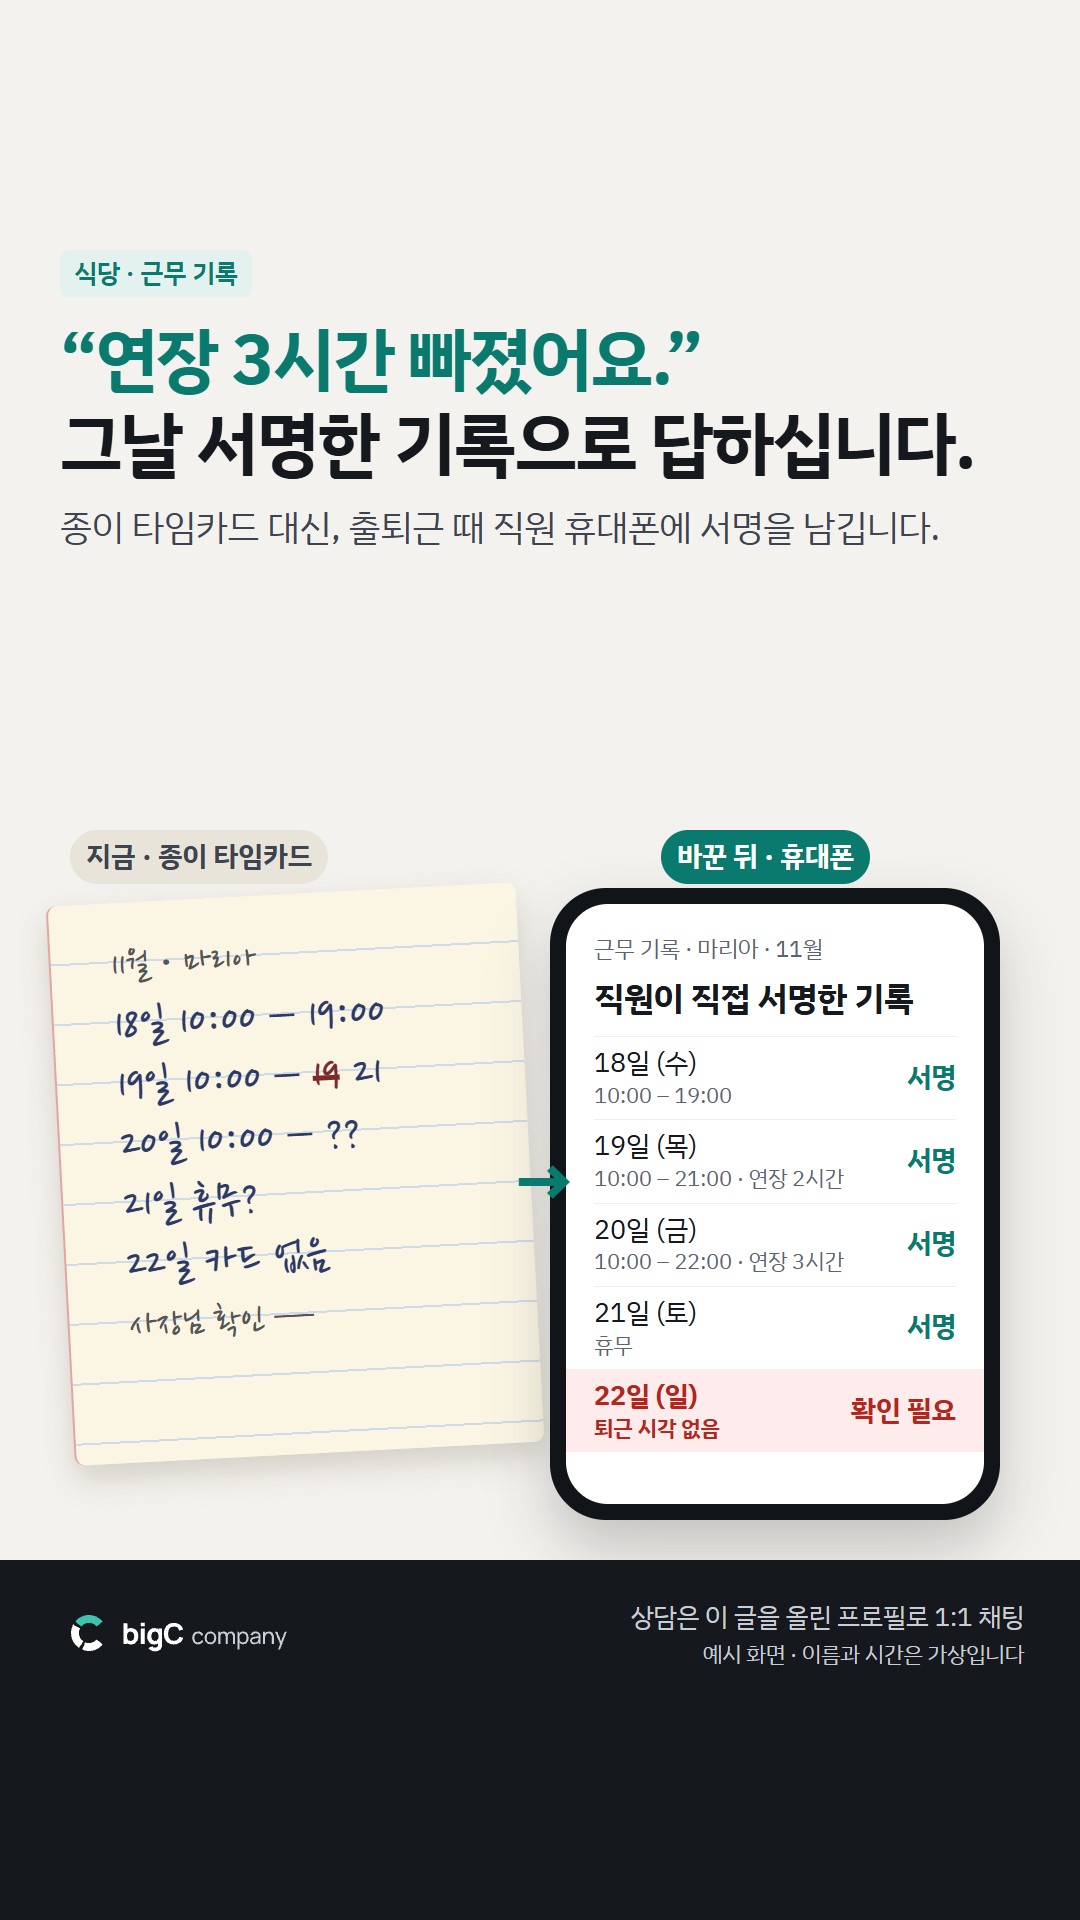 식당 · 근무 기록
“연장 3시간 빠졌어요.”
그날 서명한 기록으로 답하십니다.
종이 타임카드 대신, 출퇴근 때 직원 휴대폰에 서명을 남깁니다.
지금 · 종이 타임카드
11월 · 마리아
18일 10:00 — 19:00
19일 10:00 — 19 21
20일 10:00 — ??
21일 휴무?
22일 카드 없음
사장님 확인 —
→
바꾼 뒤 · 휴대폰
근무 기록 · 마리아 · 11월
직원이 직접 서명한 기록
18일 (수)
10:00 – 19:00
서명
19일 (목)
10:00 – 21:00 · 연장 2시간
서명
20일 (금)
10:00 – 22:00 · 연장 3시간
서명
21일 (토)
휴무
서명
22일 (일)
퇴근 시각 없음
확인 필요
bigC company
상담은 이 글을 올린 프로필로 1:1 채팅
예시 화면 · 이름과 시간은 가상입니다